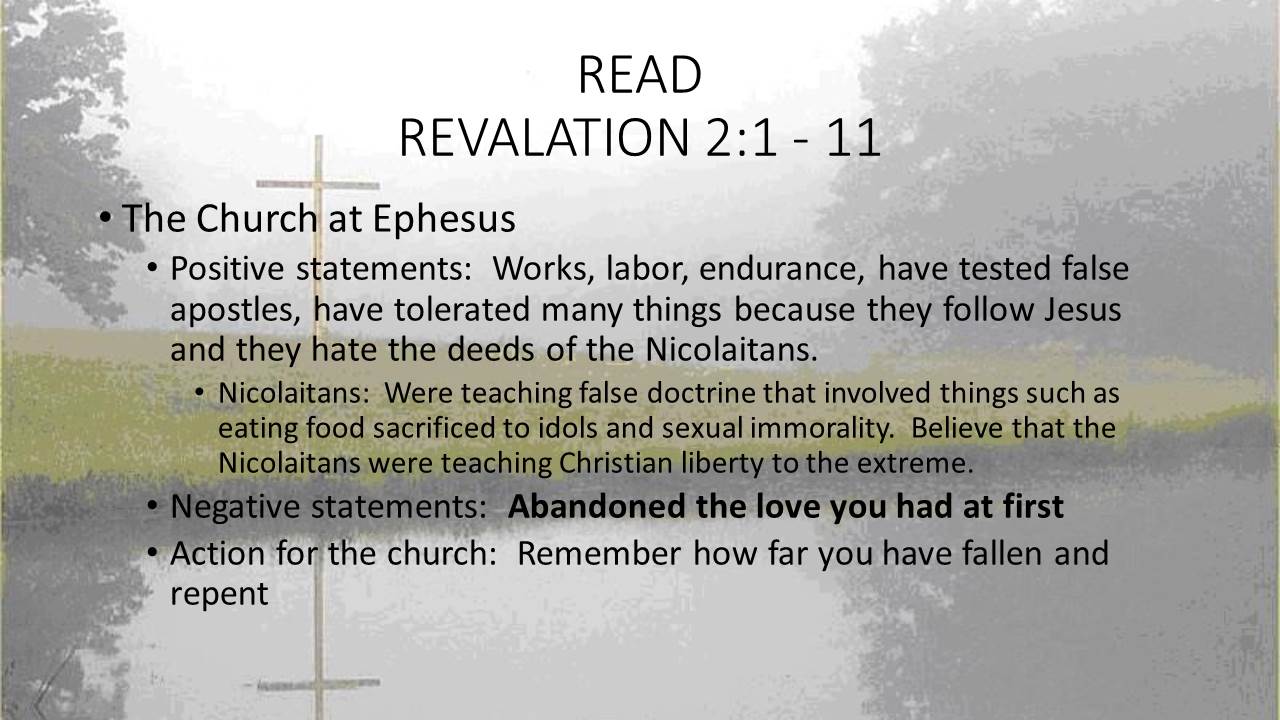 READ
REVALATION 2:1 - 11
• The Church at Ephesus
• Positive statements:  Works, labor, endurance, have tested false
apostles, have tolerated many things because they follow Jesus
and they hate the deeds of the Nicolaitans.
• Nicolaitans:  Were teaching false doctrine that involved things such as
eating food sacrificed to idols and sexual immorality.  Believe that the
Nicolaitans were teaching Christian liberty to the extreme.
• Negative statements:  Abandoned the love you had at first
• Action for the church:  Remember how far you have fallen and
repent